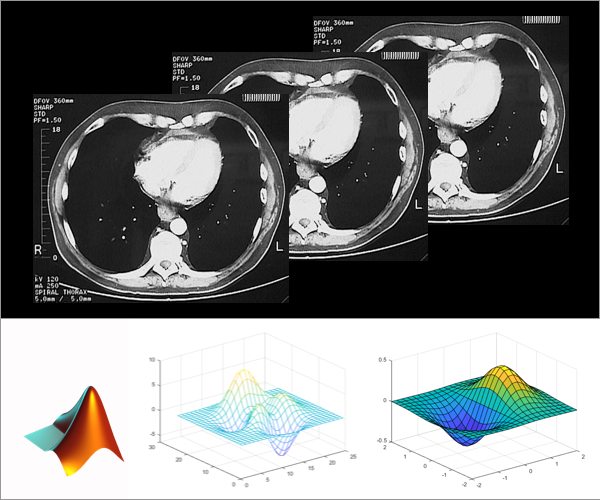 DFOV 360mm
SHARP
STD
PF=1.50
18
DFOV 360mm
SHARP
STD
PF=1.50
18
L
DFOV 360mm
SHARP
STD
PF=1.50
18
L
R
L
0
kV 120
mA 250
SPIRAL THORAX
5.0mm / 5.0mm
10
5
0
-5
30
20
10
0
0
5
10
15
20
25
0.5
0
-0.5
2
1
0
-1
-2
-2
-1
0
1
2